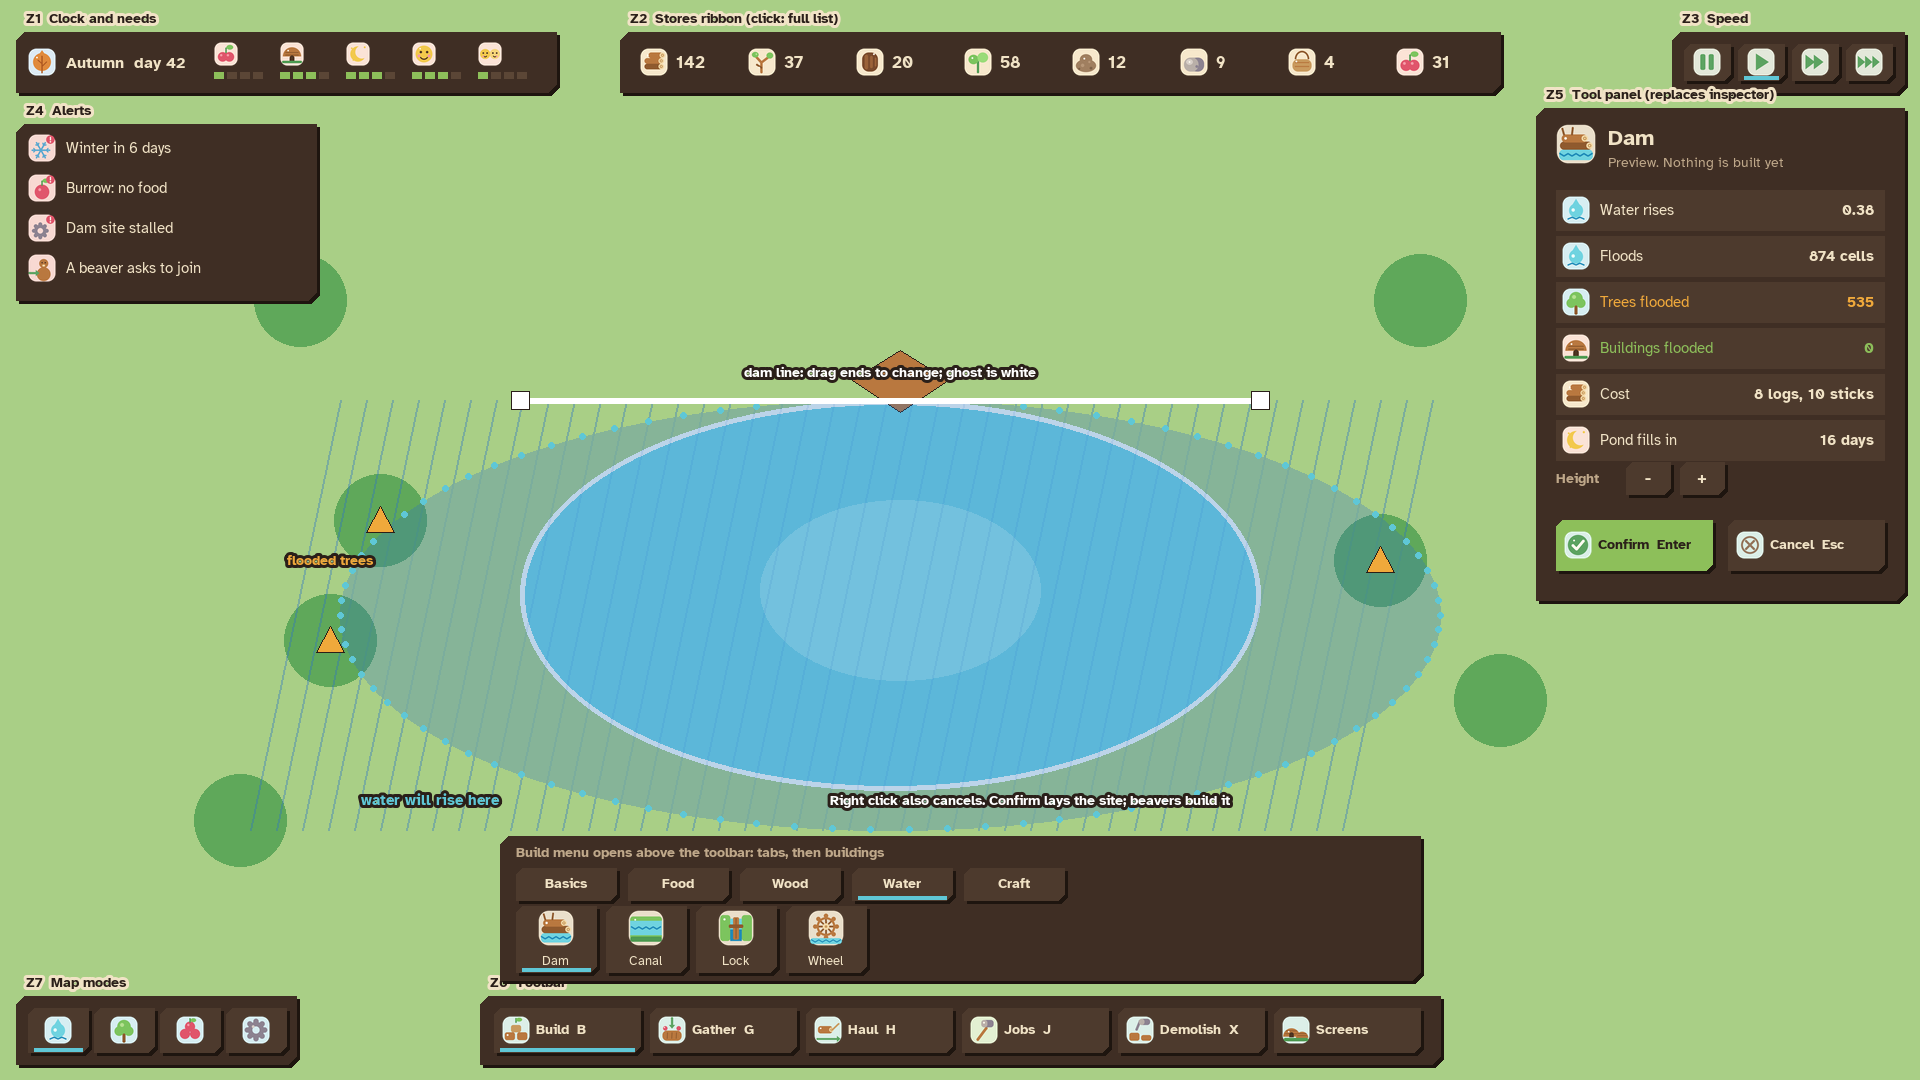 Z1 Clock and needs
Autumn day 42
Z2 Stores ribbon (click: full list)
142 37 20 58 12 9 4 31
Z3 Speed
Z4 Alerts
Winter in 6 days
Burrow: no food
Dam site stalled
A beaver asks to join
Z5 Tool panel (replaces inspector)
Dam
Preview. Nothing is built yet
Water rises 0.38
Floods 874 cells
Trees flooded 535
Buildings flooded 0
Cost 8 logs, 10 sticks
Pond fills in 16 days
Height - +
Confirm Enter Cancel Esc
dam line: drag ends to change; ghost is white
flooded trees
water will rise here
Right click also cancels. Confirm lays the site; beavers build it
Build menu opens above the toolbar: tabs, then buildings
Basics Food Wood Water Craft
Dam Canal Lock Wheel
Z7 Map modes
Build B Gather G Haul H Jobs J Demolish X Screens